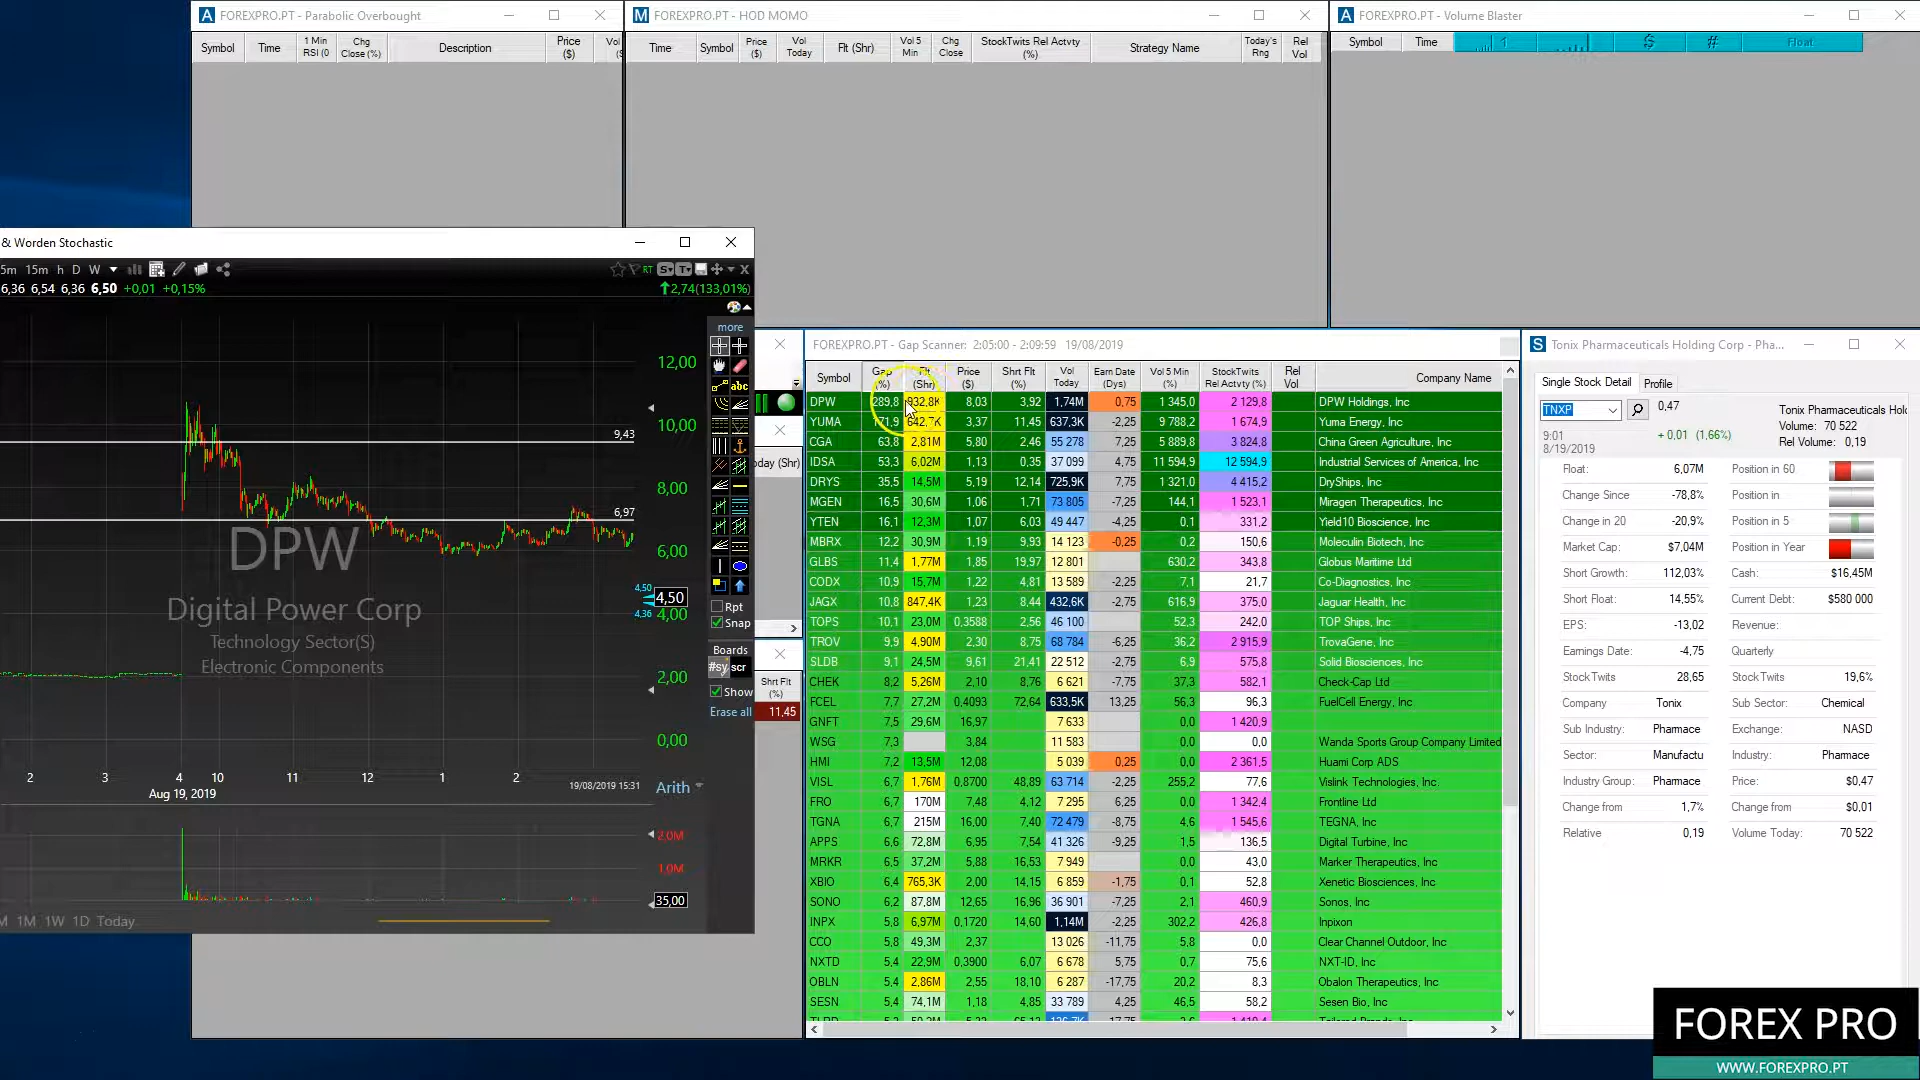 FOREXPRO.PT - Parabolic Overbought
Symbol Time 1 Min RSI (0 Chg Close (%) Description Price ($) Vol
FOREXPRO.PT - HOD MOMO
Time Symbol Price ($) Vol Today Flt (Shr) Vol 5 Min Chg Close StockTwits Rel Actvty (%) Strategy Name Today's Rng Rel Vol
FOREXPRO.PT - Volume Blaster
Symbol Time 1 $ # Float
& Worden Stochastic
5m 15m h D W RT
6,36 6,54 6,36 6,50 +0,01 +0,15% 2,74(133,01%)
more
abc
12,00
10,00
9,43
8,00
6,97
6,00
4,50
4,50
4,36
4,00
2,00
0,00
DPW
Digital Power Corp
Technology Sector(S)
Electronic Components
Rpt
Snap
Boards
#sy scr
Show
Erase all
2 3 4 10 11 12 1 2
Aug 19, 2019
19/08/2019 15:31
Arith
2,0M
1,0M
35,00
M 1M 1W 1D Today
oday (Shr)
Shrt Flt (%)
11,45
FOREXPRO.PT - Gap Scanner: 2:05:00 - 2:09:59 19/08/2019
Symbol Gap (%) Flt (Shr) Price ($) Shrt Flt (%) Vol Today Earn Date (Dys) Vol 5 Min (%) StockTwits Rel Actvty (%) Rel Vol Company Name
DPW 289,8 932,8K 8,03 3,92 1,74M 0,75 1 345,0 2 129,8 DPW Holdings, Inc
YUMA 171,9 642,7K 3,37 11,45 637,3K -2,25 9 788,2 1 674,9 Yuma Energy, Inc
CGA 63,8 2,81M 5,80 2,46 55 278 7,25 5 889,8 3 824,8 China Green Agriculture, Inc
IDSA 53,3 6,02M 1,13 0,35 37 099 4,75 11 594,9 12 594,9 Industrial Services of America, Inc
DRYS 35,5 14,5M 5,19 12,14 725,9K 7,75 1 321,0 4 415,2 DryShips, Inc
MGEN 16,5 30,6M 1,06 1,71 73 805 -7,25 144,1 1 523,1 Miragen Therapeutics, Inc
YTEN 16,1 12,3M 1,07 6,03 49 447 -4,25 0,1 331,2 Yield10 Bioscience, Inc
MBRX 12,2 30,9M 1,19 9,93 14 123 -0,25 0,2 150,6 Moleculin Biotech, Inc
GLBS 11,4 1,77M 1,85 19,97 12 801 630,2 343,8 Globus Maritime Ltd
CODX 10,9 15,7M 1,22 4,81 13 589 -2,25 7,1 21,7 Co-Diagnostics, Inc
JAGX 10,8 847,4K 1,23 8,44 432,6K -2,75 616,9 375,0 Jaguar Health, Inc
TOPS 10,1 23,0M 0,3588 2,56 46 100 52,3 242,0 TOP Ships, Inc
TROV 9,9 4,90M 2,30 8,75 68 784 -6,25 36,2 2 915,9 TrovaGene, Inc
SLDB 9,1 24,5M 9,61 21,41 22 512 -2,75 6,9 575,8 Solid Biosciences, Inc
CHEK 8,2 5,26M 2,10 8,76 6 621 -7,75 37,3 582,1 Check-Cap Ltd
FCEL 7,7 27,2M 0,4093 72,64 633,5K 13,25 56,3 96,3 FuelCell Energy, Inc
GNFT 7,5 29,6M 16,97 7 633 0,0 1 420,9
WSG 7,3 3,84 11 583 0,0 0,0 Wanda Sports Group Company Limited
HMI 7,2 13,5M 12,08 5 039 0,25 0,0 2 361,5 Huami Corp ADS
VISL 6,7 1,76M 0,8700 48,89 63 714 -2,25 255,2 77,6 Vislink Technologies, Inc.
FRO 6,7 170M 7,48 4,12 7 295 6,25 0,0 1 342,4 Frontline Ltd
TGNA 6,7 215M 16,00 7,40 72 479 -8,75 4,6 1 545,6 TEGNA, Inc
APPS 6,6 72,8M 6,95 7,54 41 326 -9,25 1,5 136,5 Digital Turbine, Inc
MRKR 6,5 37,2M 5,88 16,53 7 949 0,0 43,0 Marker Therapeutics, Inc
XBIO 6,4 765,3K 2,00 14,15 6 859 -1,75 0,1 52,8 Xenetic Biosciences, Inc
SONO 6,2 87,8M 12,65 16,96 36 901 -7,25 2,1 460,9 Sonos, Inc
INPX 5,8 6,97M 0,1720 14,60 1,14M -2,25 302,2 426,8 Inpixon
CCO 5,8 49,3M 2,37 13 026 -11,75 5,8 0,0 Clear Channel Outdoor, Inc
NXTD 5,4 22,9M 0,3900 6,07 6 678 5,75 0,7 75,6 NXT-ID, Inc
OBLN 5,4 2,86M 2,55 18,10 6 287 -17,75 20,2 8,3 Obalon Therapeutics, Inc
SESN 5,4 74,1M 1,18 4,85 33 789 4,25 46,5 58,2 Sesen Bio, Inc
Tonix Pharmaceuticals Holding Corp - Pha...
Single Stock Detail Profile
TNXP 0,47 Tonix Pharmaceuticals Hold
+ 0,01 (1,66%) Volume: 70 522
9:01 Rel Volume: 0,19
8/19/2019
Float: 6,07M Position in 60
Change Since -78,8% Position in
Change in 20 -20,9% Position in 5
Market Cap: $7,04M Position in Year
Short Growth: 112,03% Cash: $16,45M
Short Float: 14,55% Current Debt: $580 000
EPS: -13,02 Revenue:
Earnings Date: -4,75 Quarterly
StockTwits 28,65 StockTwits 19,6%
Company Tonix Sub Sector: Chemical
Sub Industry: Pharmace Exchange: NASD
Sector: Manufactu Industry: Pharmace
Industry Group: Pharmace Price: $0,47
Change from 1,7% Change from $0,01
Relative 0,19 Volume Today: 70 522
FOREX PRO
WWW.FOREXPRO.PT